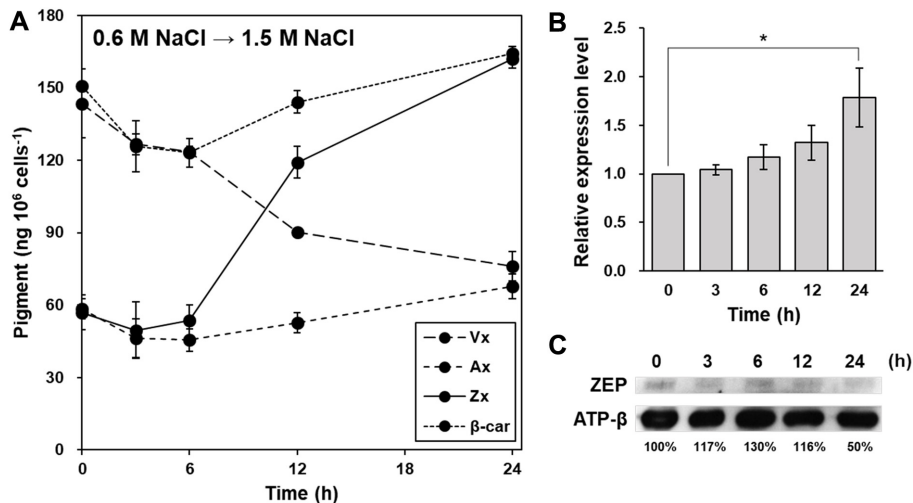 A
0.6 M NaCl → 1.5 M NaCl
Pigment (ng 10⁶ cells⁻¹)
180
150
120
90
60
30
0
0 6 12 18 24
Time (h)
Vx
Ax
Zx
β-car
B
*
Relative expression level
2.5
2.0
1.5
1.0
0.5
0.0
0 3 6 12 24
Time (h)
C
0 3 6 12 24 (h)
ZEP
ATP-β
100% 117% 130% 116% 50%